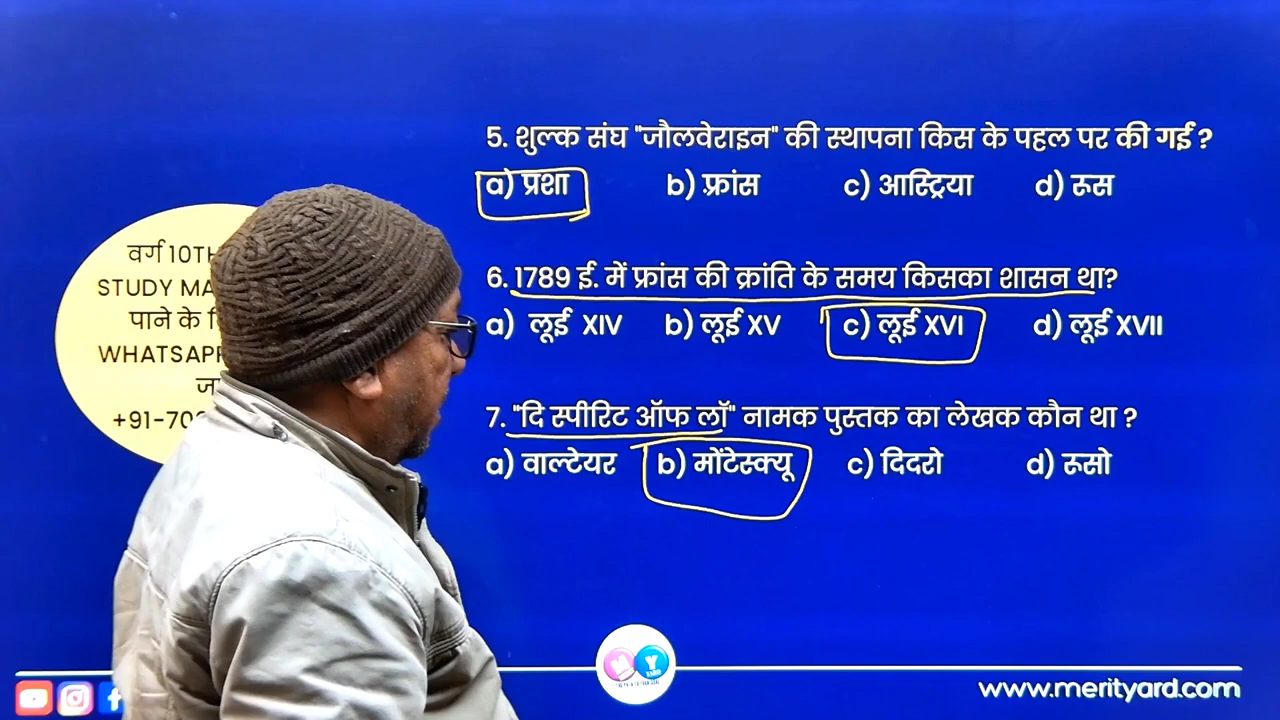 5. शुल्क संघ "जौलवेराइन" की स्थापना किस के पहल पर की गई ?
a) प्रशा b) फ्रांस c) आस्ट्रिया d) रूस
6. 1789 ई. में फ्रांस की क्रांति के समय किसका शासन था?
a) लूई XIV b) लूई XV c) लूई XVI d) लूई XVII
7. "दि स्पीरिट ऑफ लॉ" नामक पुस्तक का लेखक कौन था ?
a) वाल्टेयर b) मोंटेस्क्यू c) दिदरो d) रूसो
वर्ग 10TH
STUDY
पाने के
WHATSAPP
+91-70
www.merityard.com